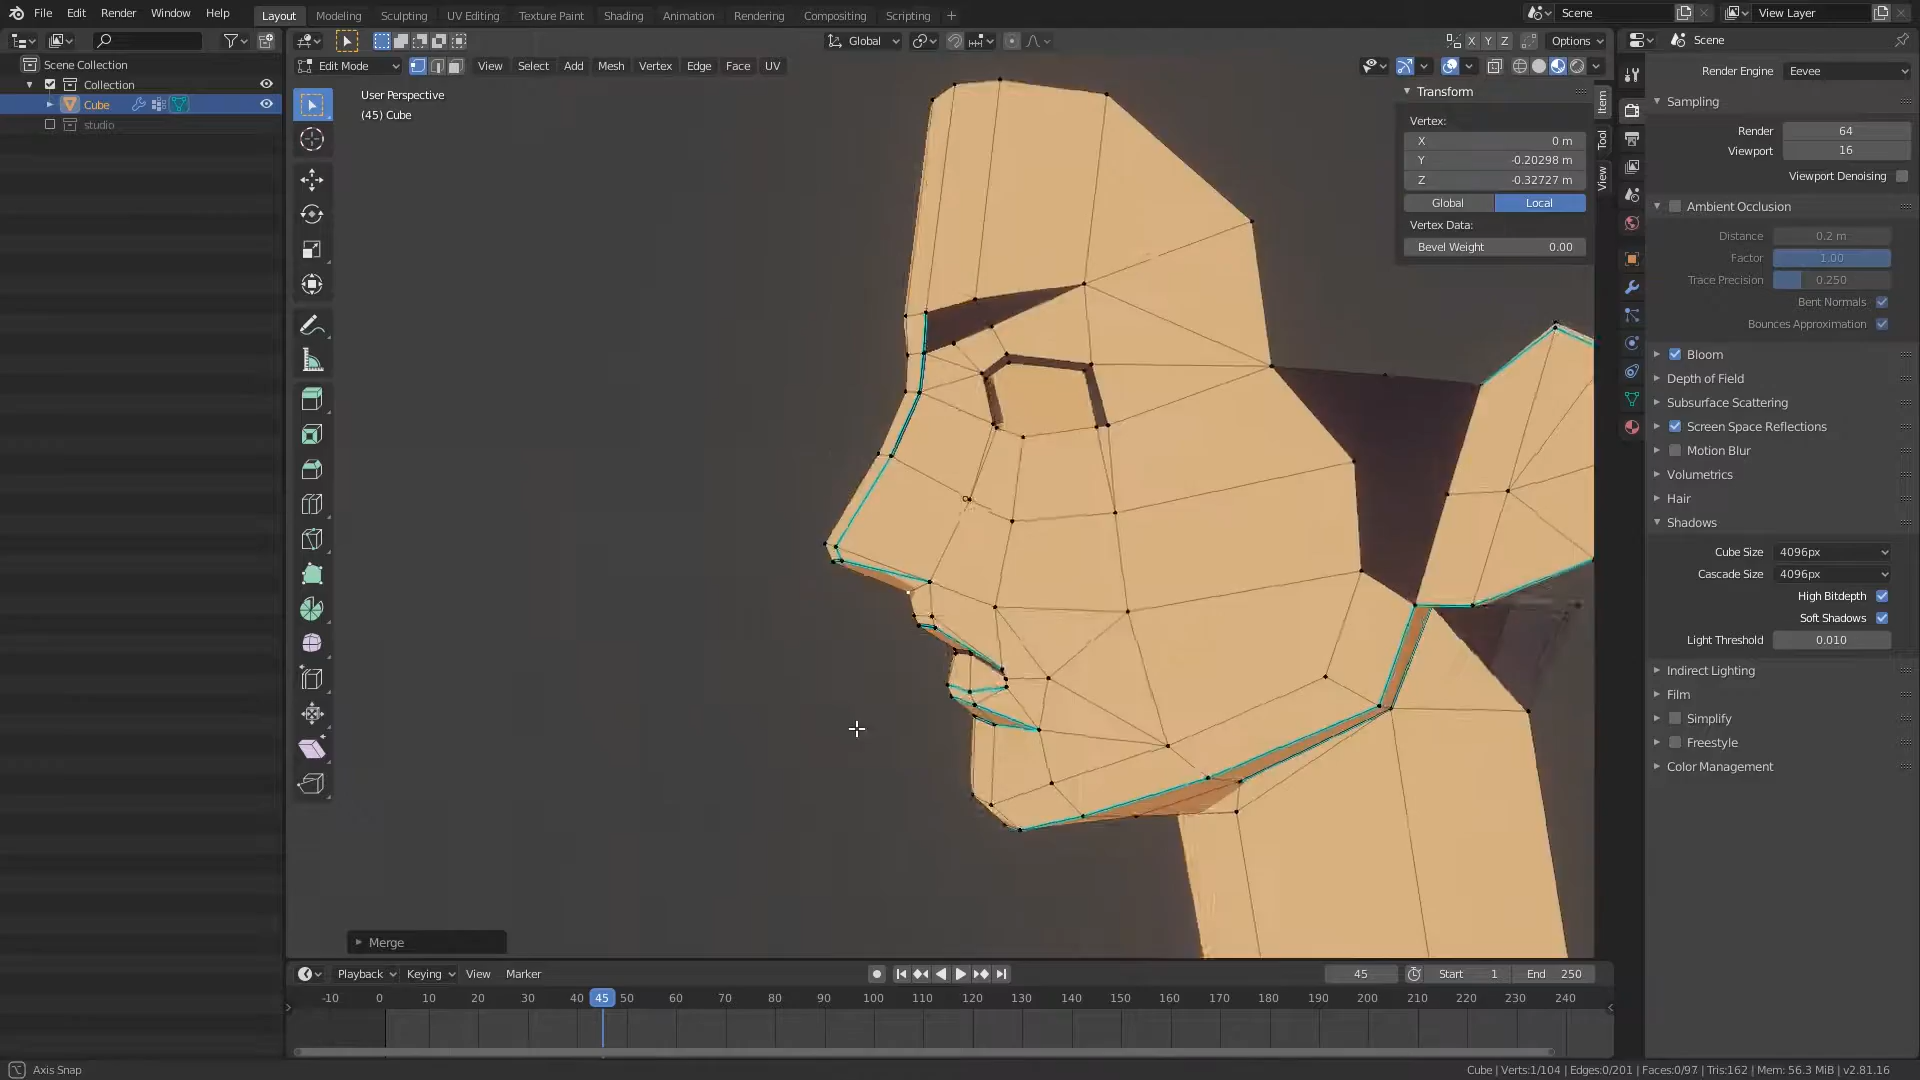 File Edit Render Window Help
Layout Modeling Sculpting UV Editing Texture Paint Shading Animation Rendering Compositing Scripting +
Scene
View Layer
Global
X Y Z
Options
Scene
Scene Collection
Collection
Cube
studio
Edit Mode
View Select Add Mesh Vertex Edge Face UV
User Perspective
(45) Cube
Transform
Vertex:
X 0 m
Y -0.20298 m
Z -0.32727 m
Global Local
Vertex Data:
Bevel Weight 0.00
Item
Tool
View
Render Engine Eevee
Sampling
Render 64
Viewport 16
Viewport Denoising
Ambient Occlusion
Distance 0.2 m
Factor 1.00
Trace Precision 0.250
Bent Normals
Bounces Approximation
Bloom
Depth of Field
Subsurface Scattering
Screen Space Reflections
Motion Blur
Volumetrics
Hair
Shadows
Cube Size 4096px
Cascade Size 4096px
High Bitdepth
Soft Shadows
Light Threshold 0.010
Indirect Lighting
Film
Simplify
Freestyle
Color Management
Merge
Playback Keying View Marker
45 Start 1 End 250
-10 0 10 20 30 40 45 50 60 70 80 90 100 110 120 130 140 150 160 170 180 190 200 210 220 230 240
Axis Snap
Cube | Verts:1/104 | Edges:0/201 | Faces:0/97 | Tris:162 | Mem: 56.3 MiB | v2.81.16